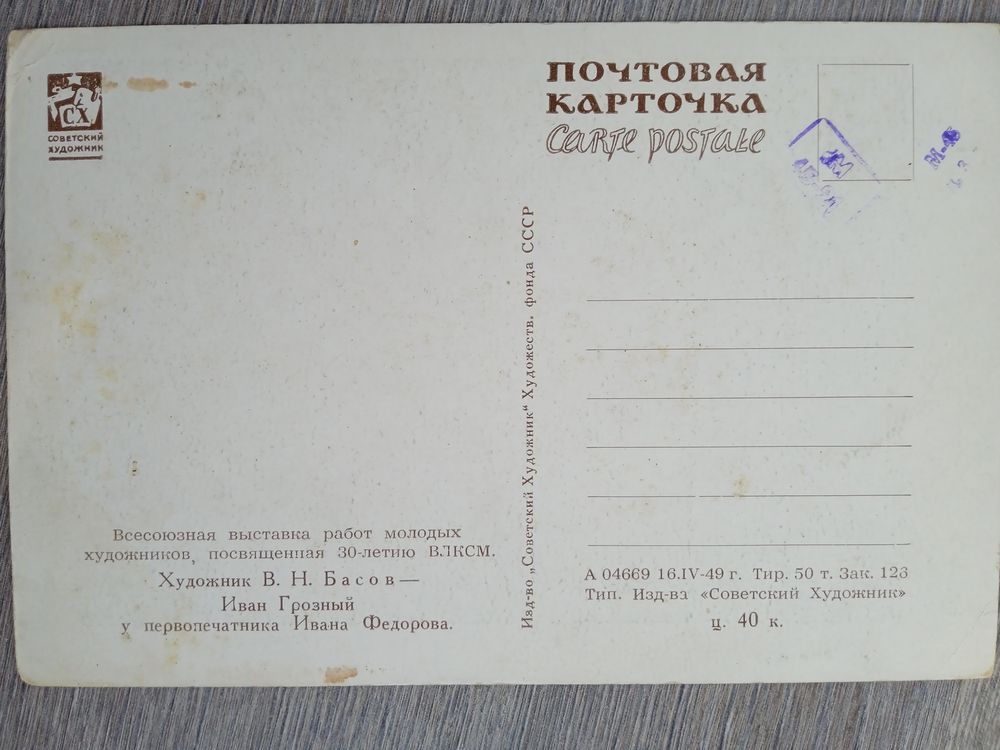 СХ
СОВЕТСКИЙ
ХУДОЖНИК
ПОЧТОВАЯ
КАРТОЧКА
CARTE POSTALE
М-46
Изд-во „Советский Художник“ Художеств. фонда СССР
Всесоюзная выставка работ молодых
художников, посвященная 30-летию ВЛКСМ.
Художник В. Н. Басов—
Иван Грозный
у первопечатника Ивана Федорова.
А 04669 16.IV-49 г. Тир. 50 т. Зак. 123
Тип. Изд-ва «Советский Художник»
ц. 40 к.